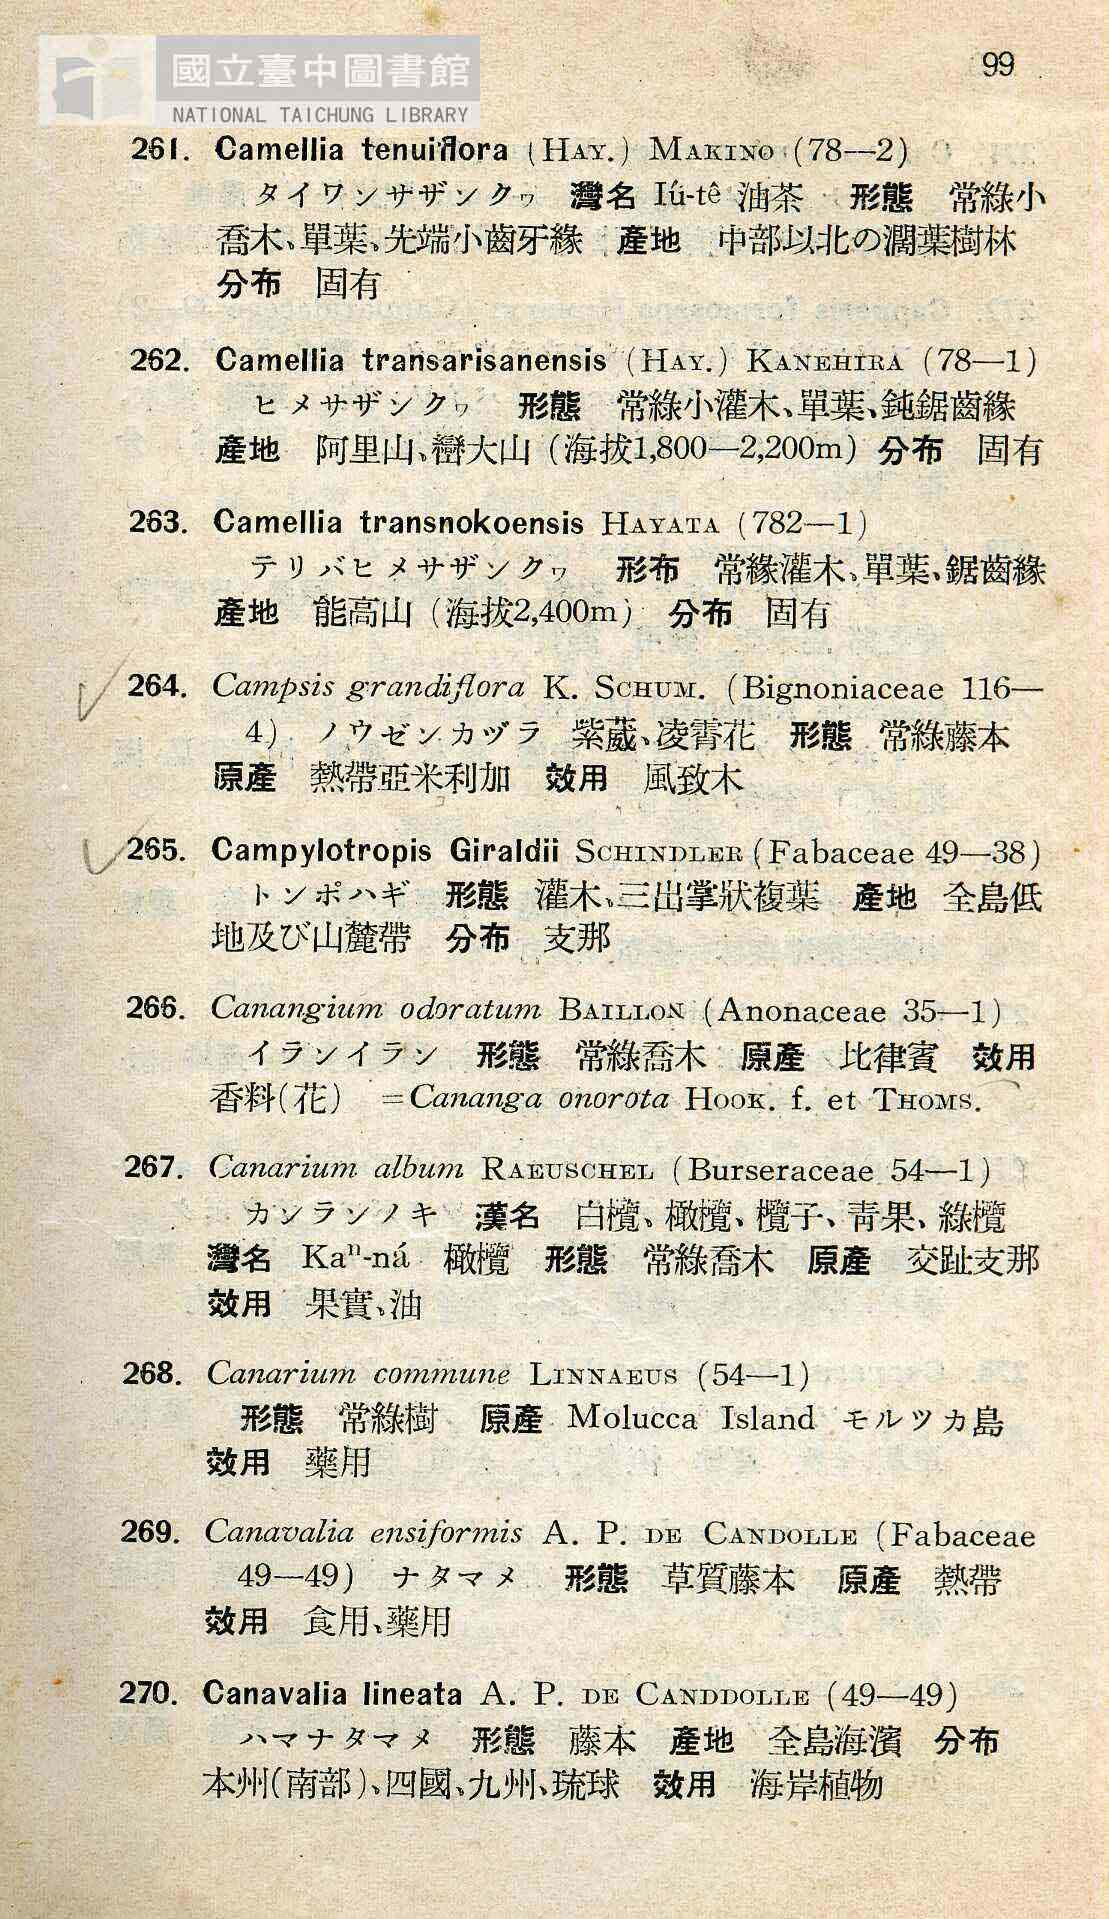 國立臺中圖書館
NATIONAL TAICHUNG LIBRARY
99
261. Camellia tenuiflora (HAY.) MAKINO (78—2)
タイワンサザンクヮ 灣名 Iú-tê 油茶 形態 常綠小
喬木、單葉、先端小齒牙緣 產地 中部以北の濶葉樹林
分布 固有
262. Camellia transarisanensis (HAY.) KANEHIRA (78—1)
ヒメサザンクヮ 形態 常綠小灌木、單葉、鈍鋸齒緣
產地 阿里山、巒大山 (海拔1,800—2,200m) 分布 固有
263. Camellia transnokoensis HAYATA (782—1)
テリバヒメサザンクヮ 形布 常綠灌木、單葉、鋸齒緣
產地 能高山 (海拔2,400m) 分布 固有
264. Campsis grandiflora K. SCHUM. (Bignoniaceae 116—
4) ノウゼンカヅラ 紫葳、凌霄花 形態 常綠藤本
原產 熱帶亞米利加 效用 風致木
265. Campylotropis Giraldii SCHINDLER (Fabaceae 49—38)
トンボハギ 形態 灌木、三出掌狀複葉 產地 全島低
地及び山麓帶 分布 支那
266. Canangium odoratum BAILLON (Anonaceae 35—1)
イランイラン 形態 常綠喬木 原產 比律賓 效用
香料(花) =Cananga onorota HOOK. f. et THOMS.
267. Canarium album RAEUSCHEL (Burseraceae 54—1)
カンランノキ 漢名 白欖、橄欖、欖子、青果、綠欖
灣名 Kaⁿ-ná 橄欖 形態 常綠喬木 原產 交趾支那
效用 果實、油
268. Canarium commune LINNAEUS (54—1)
形態 常綠樹 原產 Molucca Island モルツカ島
效用 藥用
269. Canavalia ensiformis A. P. DE CANDOLLE (Fabaceae
49—49) ナタマメ 形態 草質藤本 原產 熱帶
效用 食用、藥用
270. Canavalia lineata A. P. DE CANDDOLLE (49—49)
ハマナタマメ 形態 藤本 產地 全島海濱 分布
本州(南部)、四國、九州、琉球 效用 海岸植物